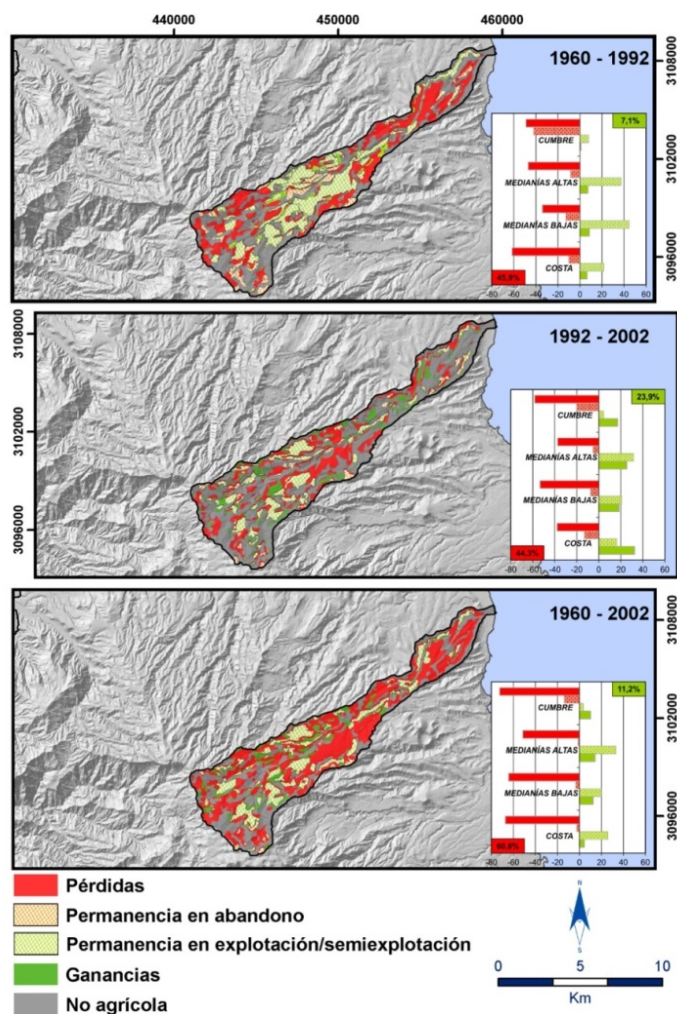 440000 450000 460000
1960 - 1992
3108000
3102000
3096000
7,1%
CUMBRE
MEDIANÍAS ALTAS
MEDIANÍAS BAJAS
COSTA
-80 -60 -40 -20 0 20 40 60
1992 - 2002
3108000
3102000
3096000
23,9%
CUMBRE
MEDIANÍAS ALTAS
MEDIANÍAS BAJAS
COSTA
44,3%
-80 -60 -40 -20 0 20 40 60
1960 - 2002
3108000
3102000
3096000
11,2%
CUMBRE
MEDIANÍAS ALTAS
MEDIANÍAS BAJAS
COSTA
-80 -60 -40 -20 0 20 40 60
Pérdidas
Permanencia en abandono
Permanencia en explotación/semiexplotación
Ganancias
No agrícola
N
S
0 5 10
Km